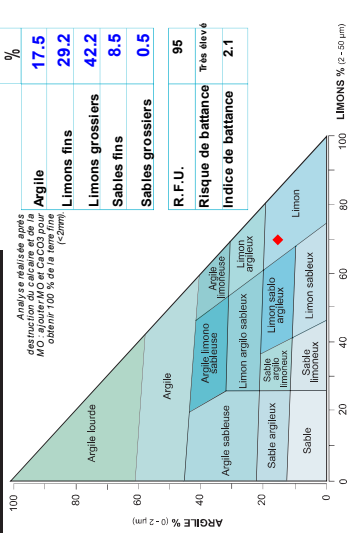 %
Argile 17.5
Limons fins 29.2
Limons grossiers 42.2
Sables fins 8.5
Sables grossiers 0.5
R.F.U. 95
Risque de battance Très élevé
Indice de battance 2.1
Analyse réalisée après
destruction du calcaire et de la
MO : ajouter MO et CaCO3 pour
obtenir 100 % de la terre fine
(<2mm).
ARGILE % (0 - 2 µm)
100
80
60
40
20
0
Argile lourde
Argile
Argile sableuse
Argile limono
sableuse
Argile
limoneuse
Limon argilo sableux
Limon
argileux
Sable argileux
Sable
argilo
limoneux
Limon sablo
argileux
Limon
Sable
Sable
limoneux
Limon sableux
0
20
40
60
80
100
LIMONS % (2 - 50 µm)